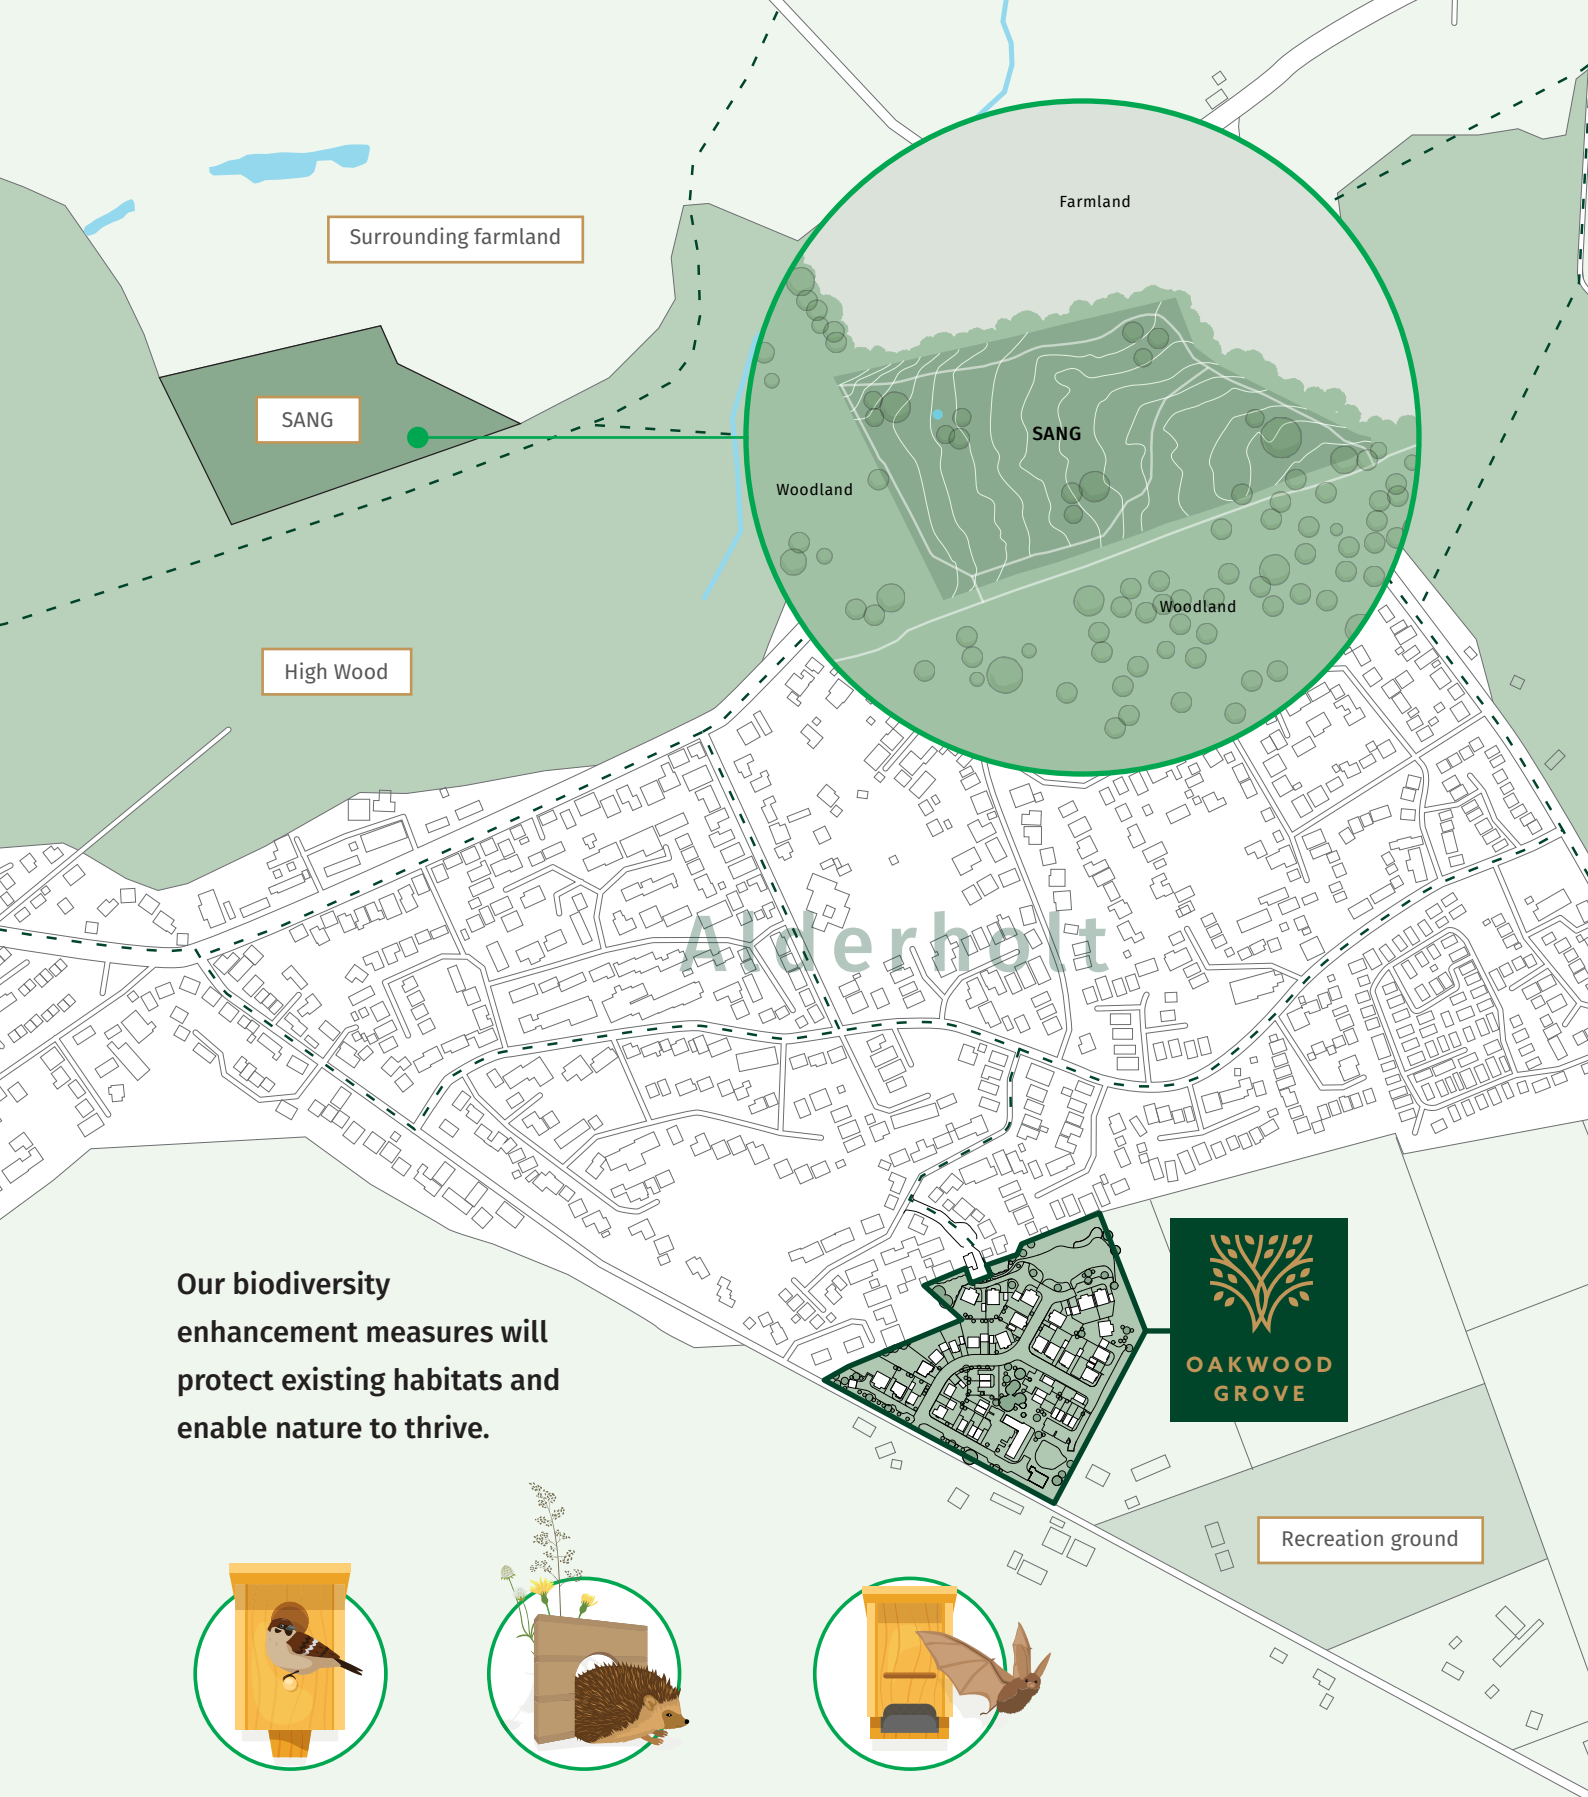 Farmland
Surrounding farmland
SANG
SANG
Woodland
Woodland
High Wood
Alderholt
Our biodiversity
enhancement measures will
protect existing habitats and
enable nature to thrive.
OAKWOOD
GROVE
Recreation ground